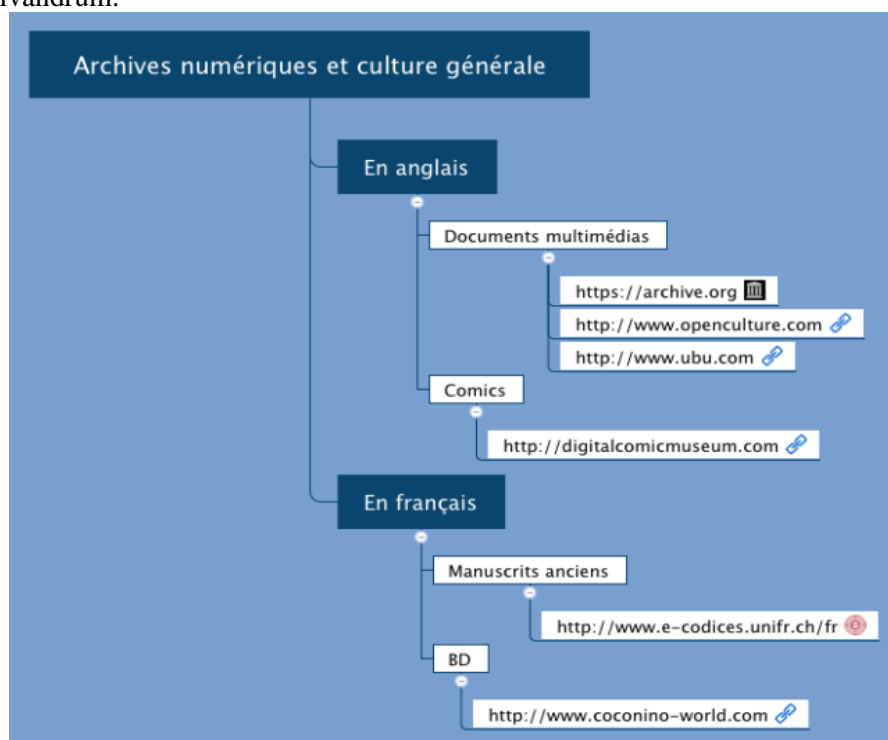 Archives numériques et culture générale
En anglais
Documents multimédias
https://archive.org
http://www.openculture.com
http://www.ubu.com
Comics
http://digitalcomicmuseum.com
En français
Manuscrits anciens
http://www.e-codices.unifr.ch/fr
BD
http://www.coconino-world.com